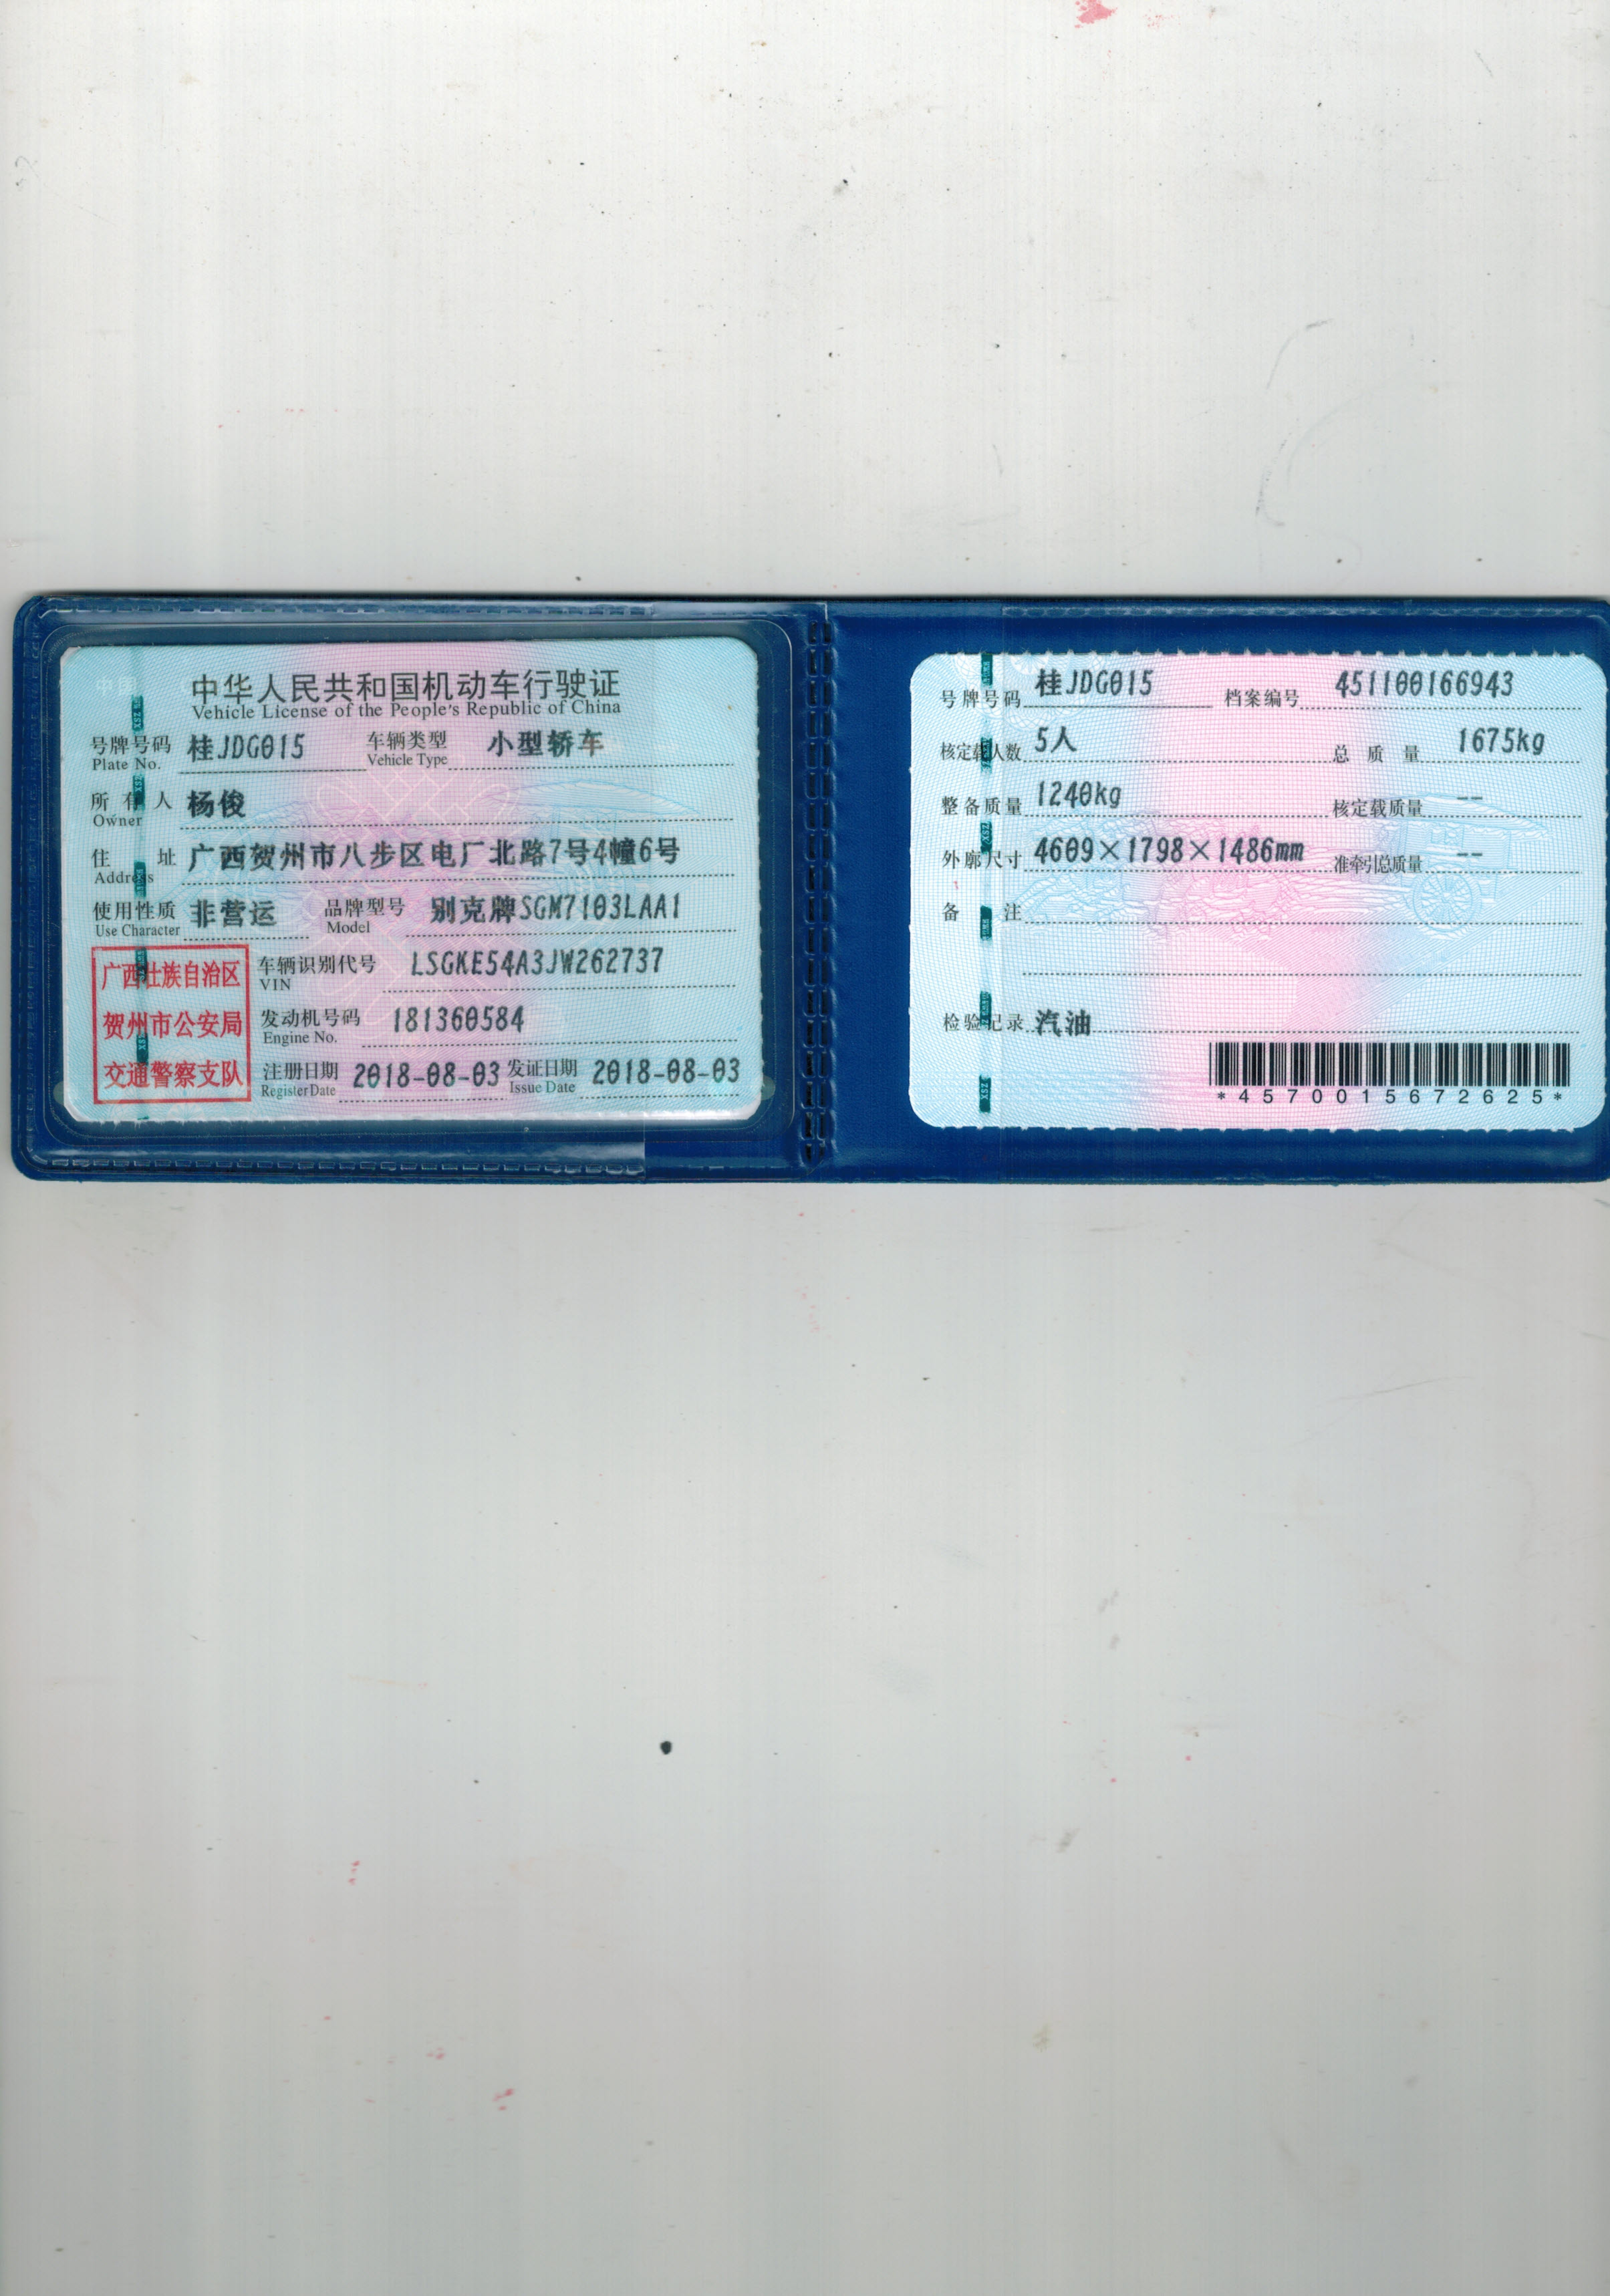 中华人民共和国机动车行驶证
Vehicle License of the People's Republic of China
号牌号码 桂JDG015 车辆类型 小型轿车
Plate No. Vehicle Type
所有人 杨俊
Owner
住址 广西贺州市八步区电厂北路7号4幢6号
Address
使用性质 非营运 品牌型号 别克牌SGM7103LAA1
Use Character Model
广西壮族自治区
贺州市公安局
交通警察支队
车辆识别代号 LSGKE54A3JW262737
VIN
发动机号码 181360584
Engine No.
注册日期 2018-08-03 发证日期 2018-08-03
Register Date Issue Date
号牌号码 桂JDG015 档案编号 451100166943
核定载人数 5人 总质量 1675kg
整备质量 1240kg 核定载质量 --
外廓尺寸 4609×1798×1486mm 准牵引总质量 --
备注
检验记录 汽油
*4570015672625*